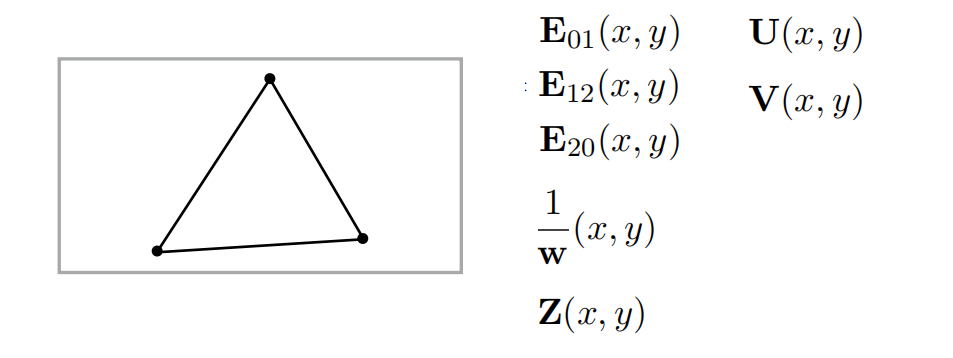 E01(x, y)
U(x, y)
: E12(x, y)
V(x, y)
E20(x, y)
1/w (x, y)
Z(x, y)